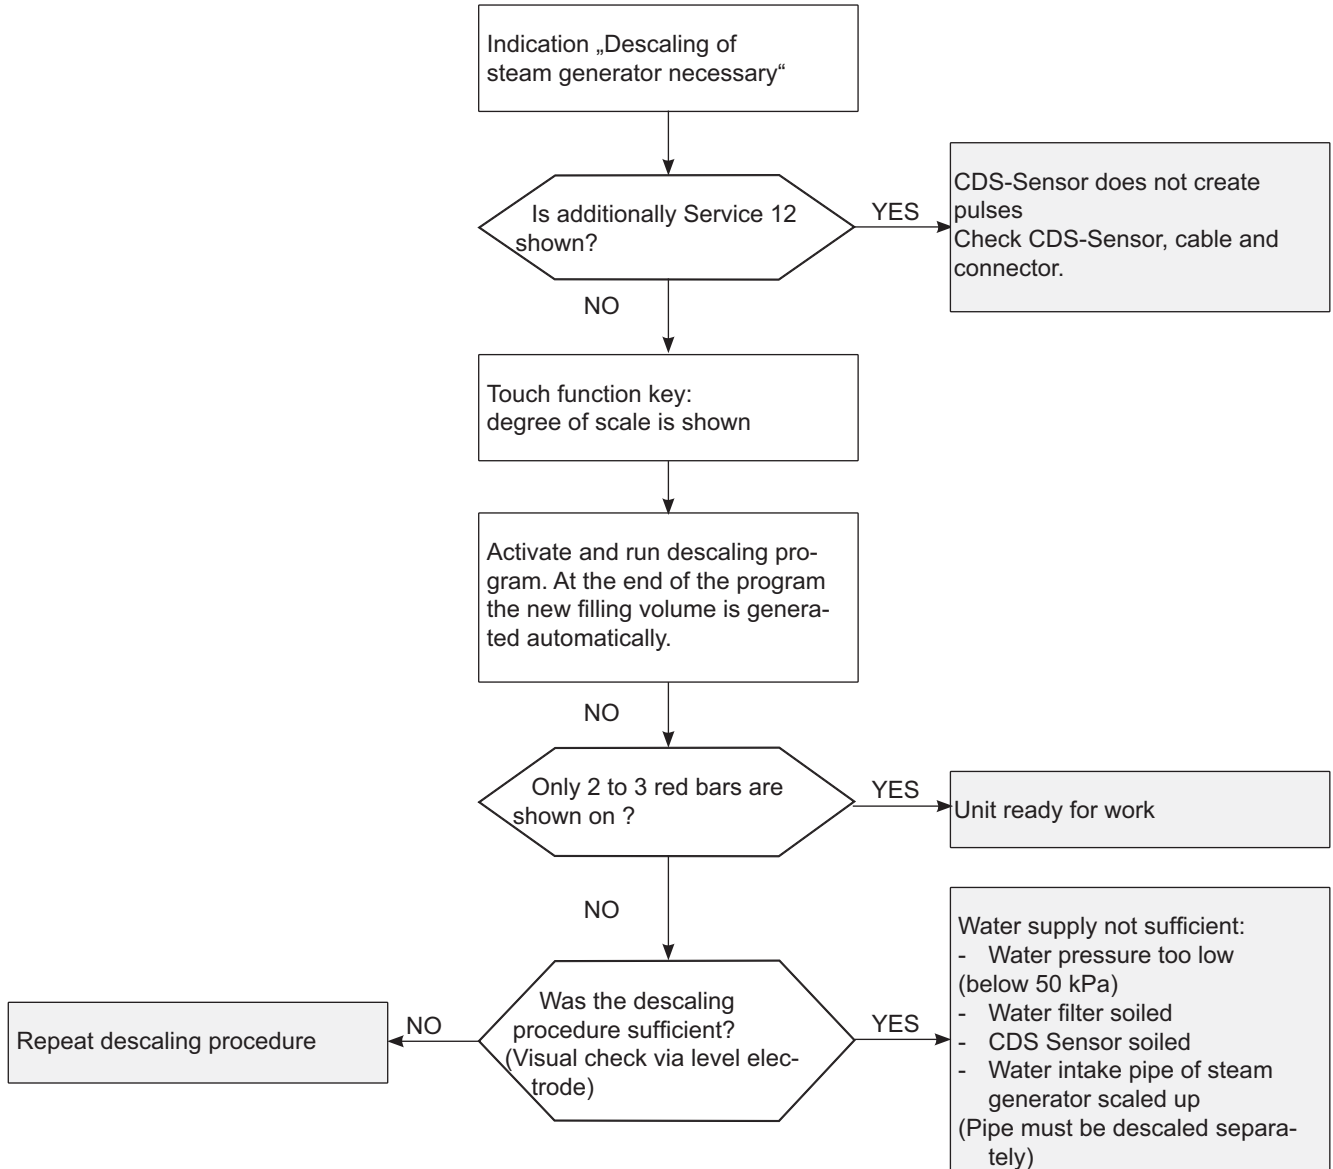 Indication „Descaling of
steam generator necessary“
Is additionally Service 12
shown?
YES
CDS-Sensor does not create
pulses
Check CDS-Sensor, cable and
connector.
NO
Touch function key:
degree of scale is shown
Activate and run descaling pro-
gram. At the end of the program
the new filling volume is genera-
ted automatically.
NO
Only 2 to 3 red bars are
shown on ?
YES
Unit ready for work
NO
Was the descaling
procedure sufficient?
(Visual check via level elec-
trode)
NO
Repeat descaling procedure
YES
Water supply not sufficient:
- Water pressure too low
(below 50 kPa)
- Water filter soiled
- CDS Sensor soiled
- Water intake pipe of steam
generator scaled up
(Pipe must be descaled separa-
tely)